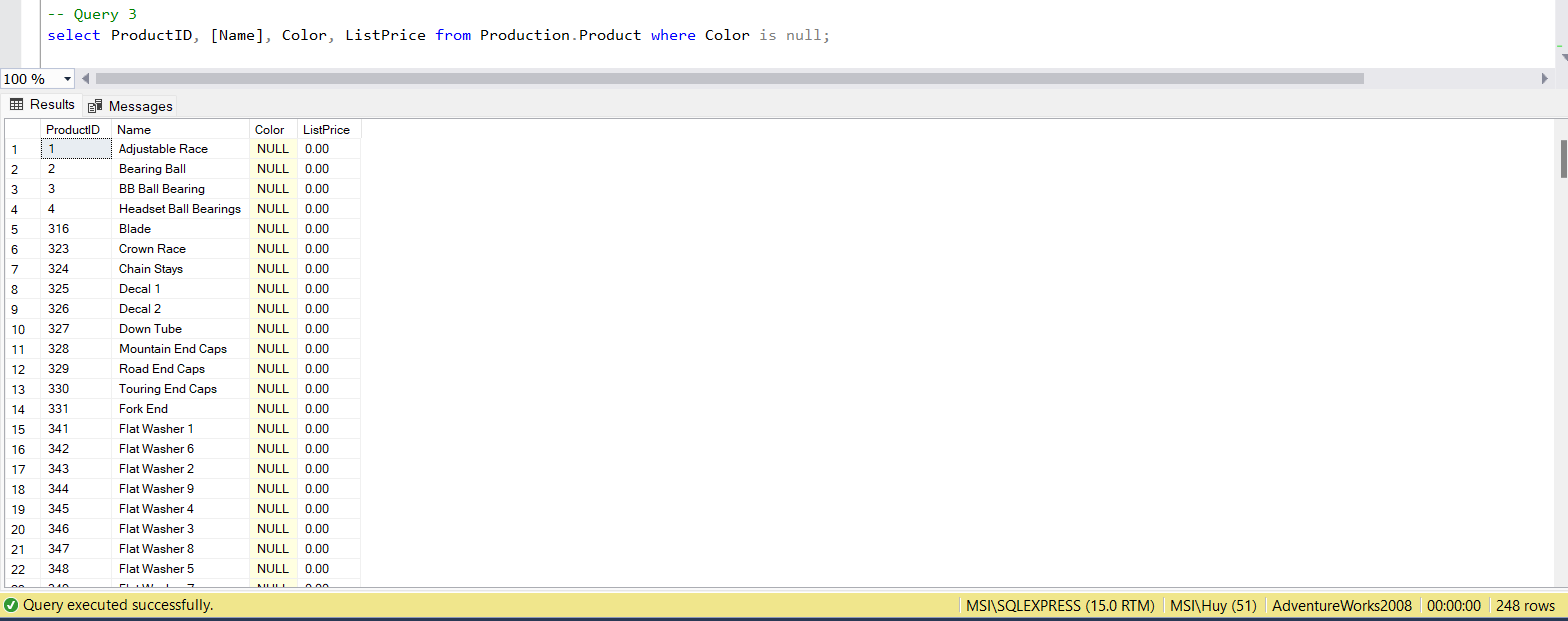 -- Query 3
select ProductID, [Name], Color, ListPrice from Production.Product where Color is null;
100 %
Results Messages
ProductID Name Color ListPrice
1 1 Adjustable Race NULL 0.00
2 2 Bearing Ball NULL 0.00
3 3 BB Ball Bearing NULL 0.00
4 4 Headset Ball Bearings NULL 0.00
5 316 Blade NULL 0.00
6 323 Crown Race NULL 0.00
7 324 Chain Stays NULL 0.00
8 325 Decal 1 NULL 0.00
9 326 Decal 2 NULL 0.00
10 327 Down Tube NULL 0.00
11 328 Mountain End Caps NULL 0.00
12 329 Road End Caps NULL 0.00
13 330 Touring End Caps NULL 0.00
14 331 Fork End NULL 0.00
15 341 Flat Washer 1 NULL 0.00
16 342 Flat Washer 6 NULL 0.00
17 343 Flat Washer 2 NULL 0.00
18 344 Flat Washer 9 NULL 0.00
19 345 Flat Washer 4 NULL 0.00
20 346 Flat Washer 3 NULL 0.00
21 347 Flat Washer 8 NULL 0.00
22 348 Flat Washer 5 NULL 0.00
Query executed successfully. MSI\SQLEXPRESS (15.0 RTM) MSI\Huy (51) AdventureWorks2008 00:00:00 248 rows